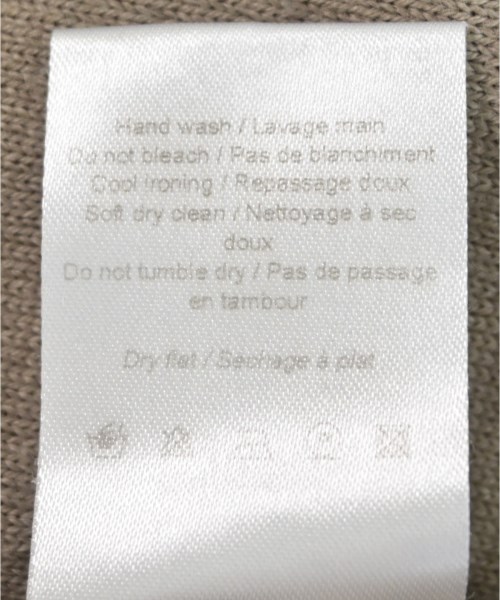 Hand wash / Lavage main
Do not bleach / Pas de blanchiment
Cool ironing / Repassage doux
Soft dry clean / Nettoyage à sec
doux
Do not tumble dry / Pas de passage
en tambour
Dry flat / Sechage à plat